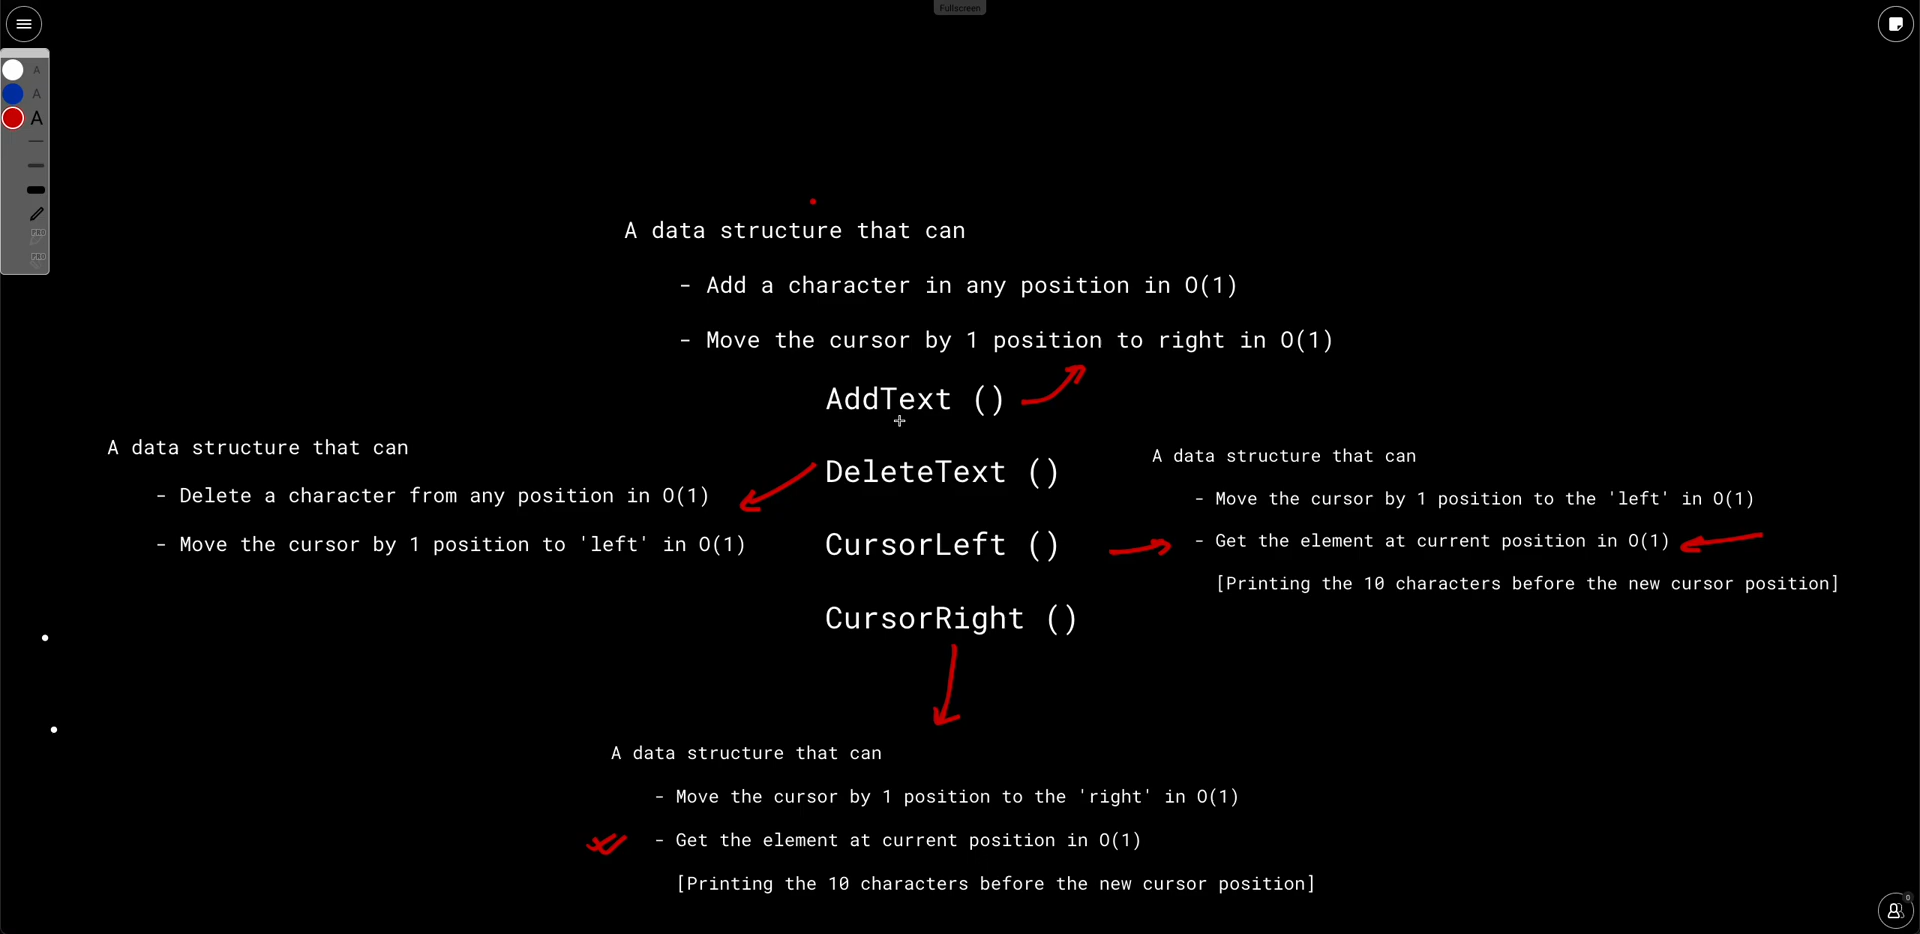 Fullscreen
A
A
A
PRO
PRO
A data structure that can
- Add a character in any position in O(1)
- Move the cursor by 1 position to right in O(1)
AddText ()
A data structure that can
- Delete a character from any position in O(1)
- Move the cursor by 1 position to 'left' in O(1)
DeleteText ()
CursorLeft ()
CursorRight ()
A data structure that can
- Move the cursor by 1 position to the 'left' in O(1)
- Get the element at current position in O(1)
[Printing the 10 characters before the new cursor position]
A data structure that can
- Move the cursor by 1 position to the 'right' in O(1)
- Get the element at current position in O(1)
[Printing the 10 characters before the new cursor position]
0